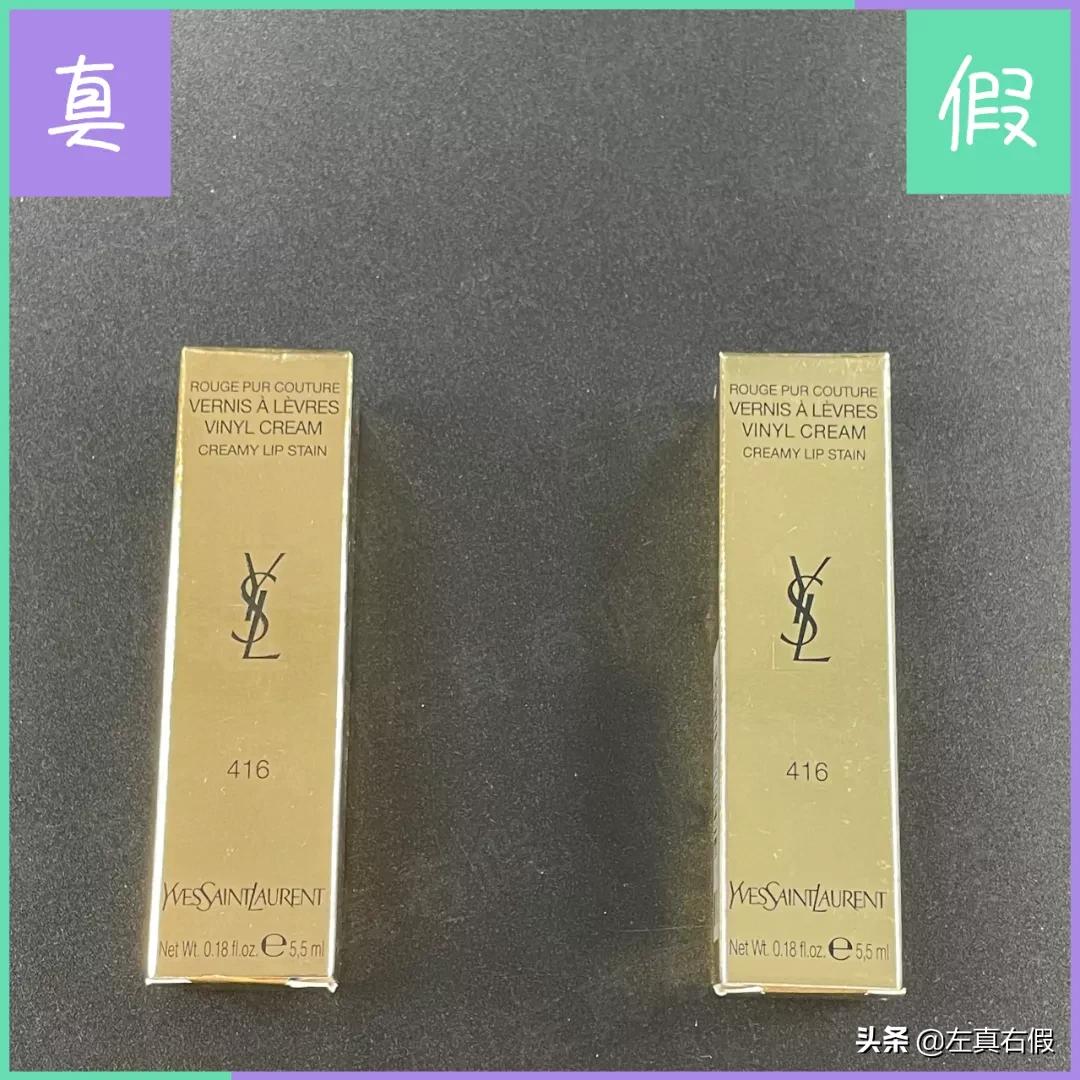 真
假
ROUGE PUR COUTURE
VERNIS À LÈVRES
VINYL CREAM
CREAMY LIP STAIN
YSL
416
YVESSAINTLAURENT
Net Wt. 0.18 fl.oz. e 5,5 ml
ROUGE PUR COUTURE
VERNIS À LÈVRES
VINYL CREAM
CREAMY LIP STAIN
YSL
416
YVESSAINTLAURENT
Net Wt. 0.18 fl.oz. e 5,5 ml
头条 @左真右假